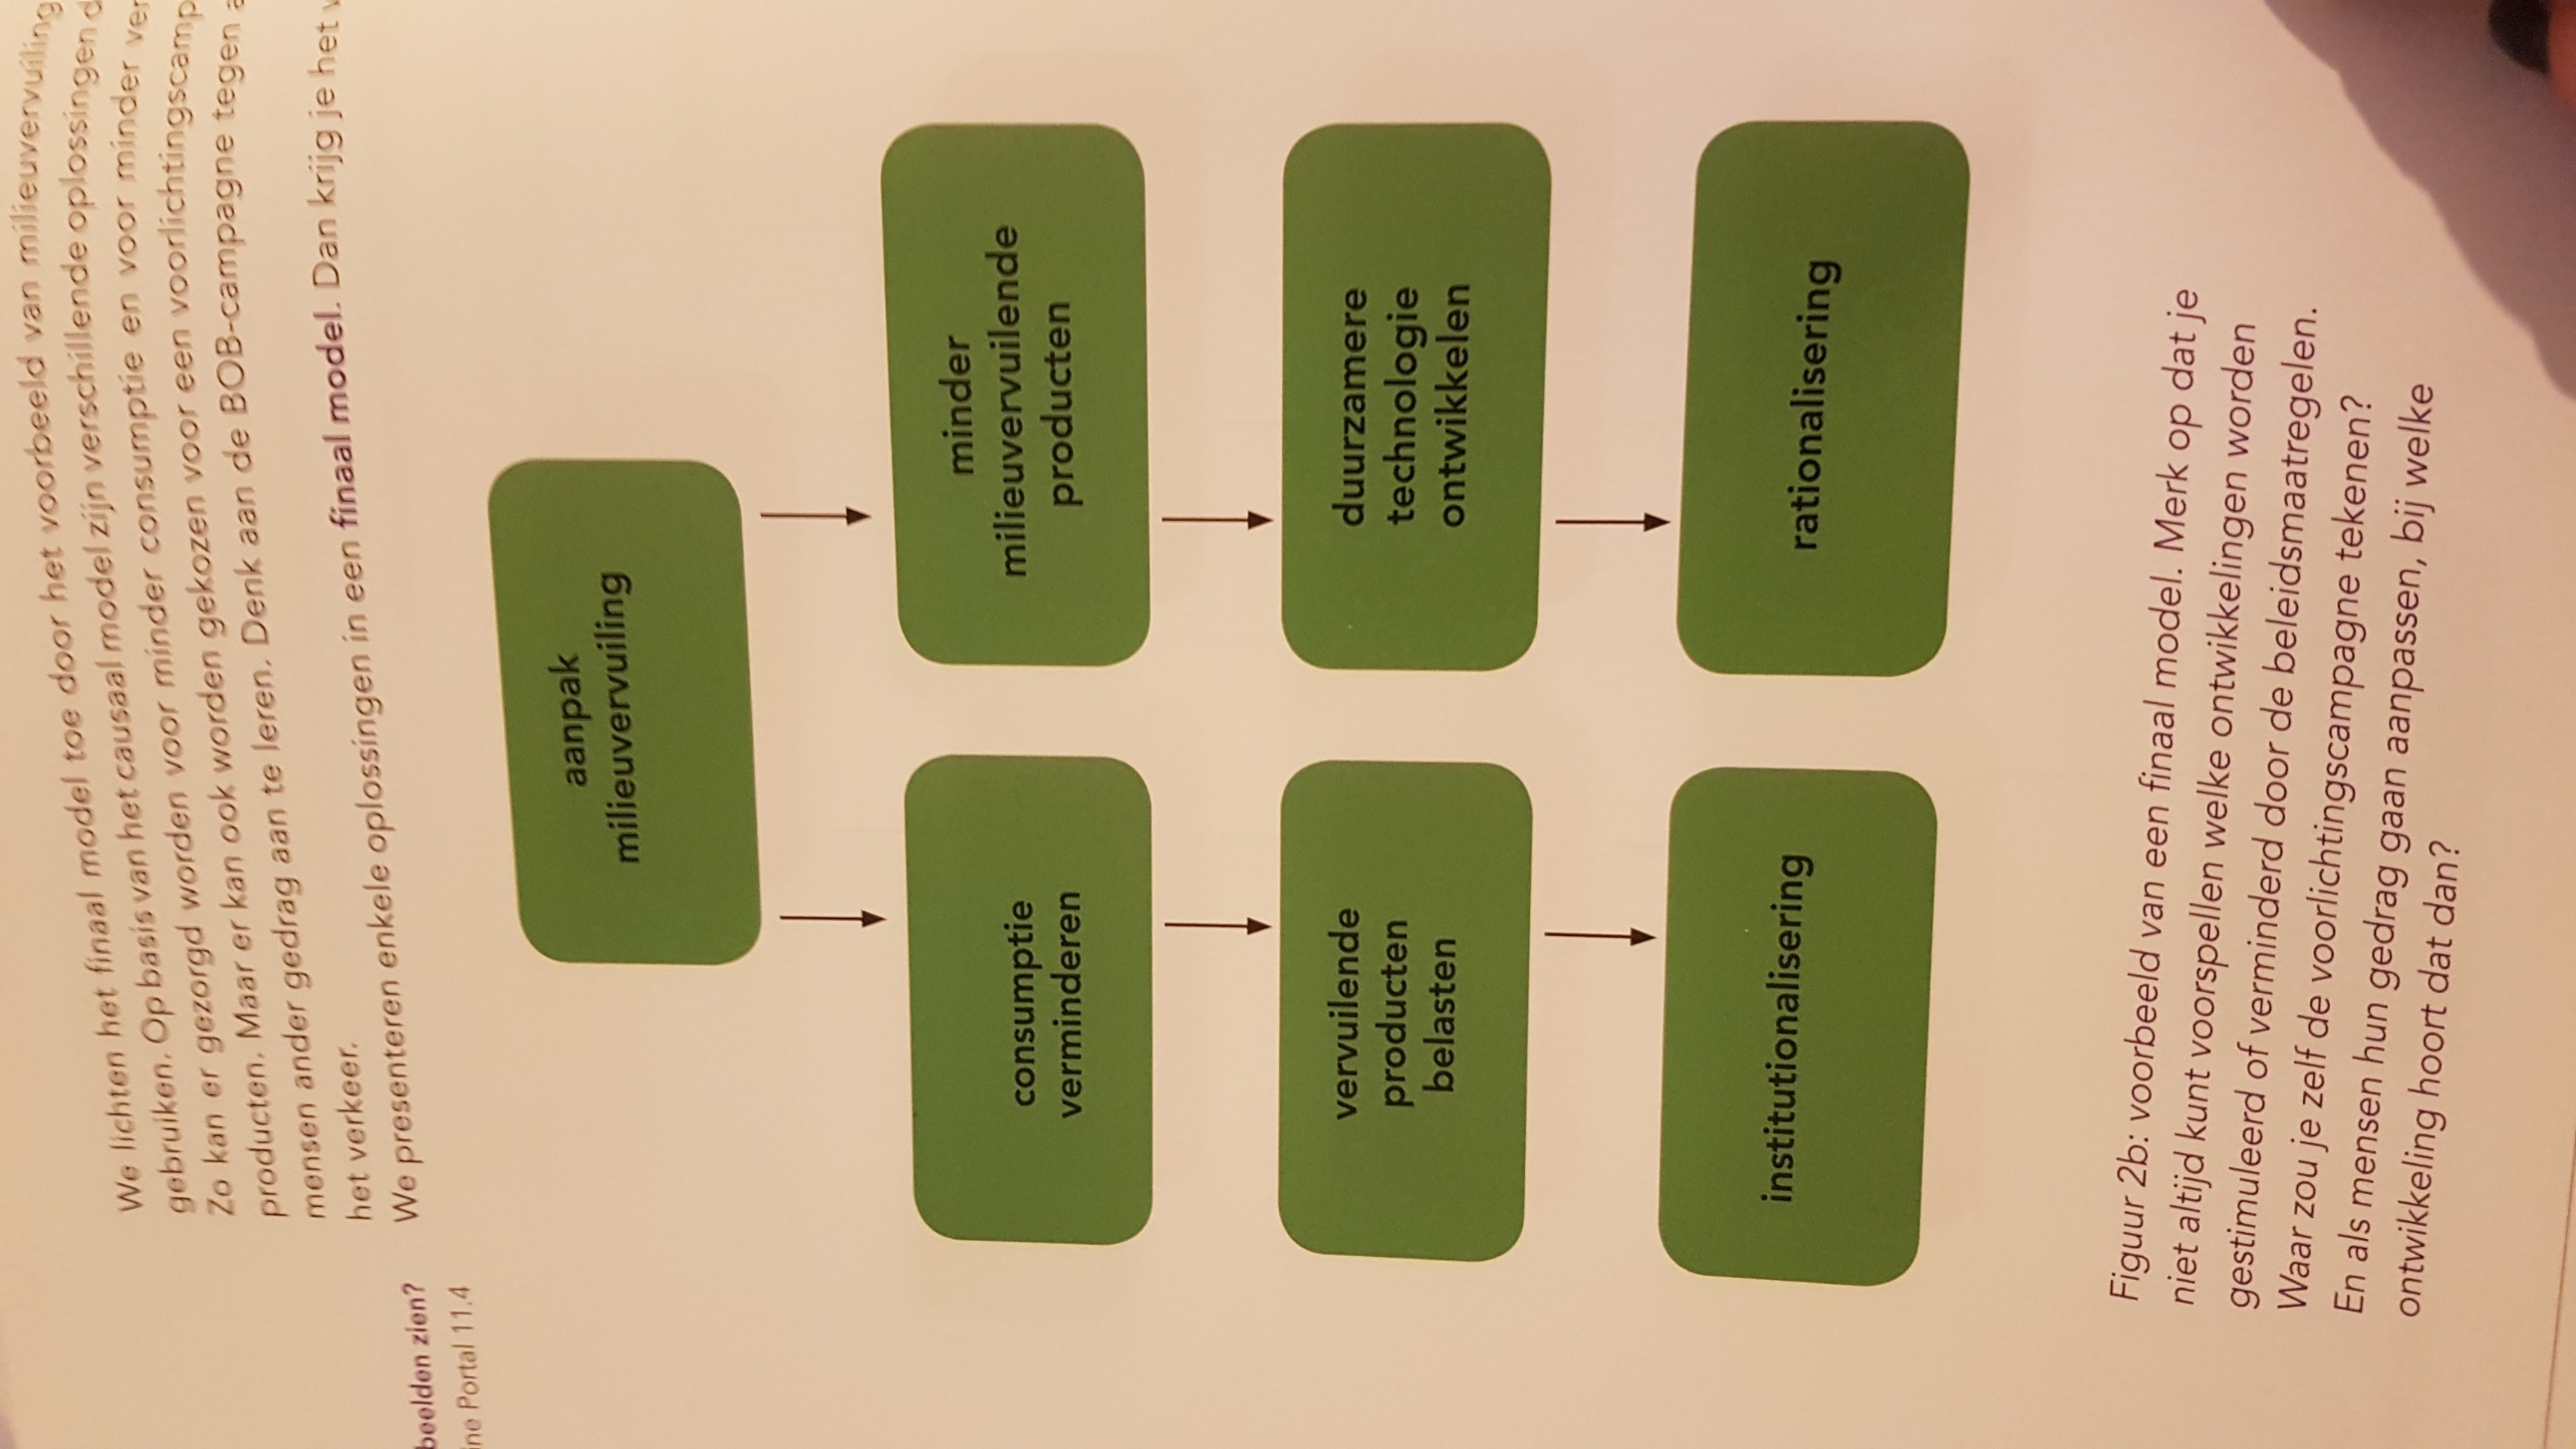 We lichten het finaal model toe door het voorbeeld van milieuvervuiling
gebruiken. Op basis van het causaal model zijn verschillende oplossingen
Zo kan er gezorgd worden voor minder consumptie en voor minder
producten. Maar er kan ook worden gekozen voor een
mensen ander gedrag aan te leren. Denk aan de BOB-campagne tegen
het verkeer.
We presenteren enkele oplossingen in een finaal model. Dan krijg je het
beelden zien?
Portal 11.4
aanpak
milieuvervuiling
consumptie
verminderen
vervuilende
producten
belasten
institutionalisering
minder
milieuvervuilende
producten
duurzamere
technologie
ontwikkelen
rationalisering
Figuur 2b: voorbeeld van een finaal model. Merk op dat je
niet altijd kunt voorspellen welke ontwikkelingen worden
gestimuleerd of verminderd door de beleidsmaatregelen.
Waar zou je zelf de voorlichtingscampagne tekenen?
En als mensen hun gedrag gaan aanpassen, bij welke
ontwikkeling hoort dat dan?